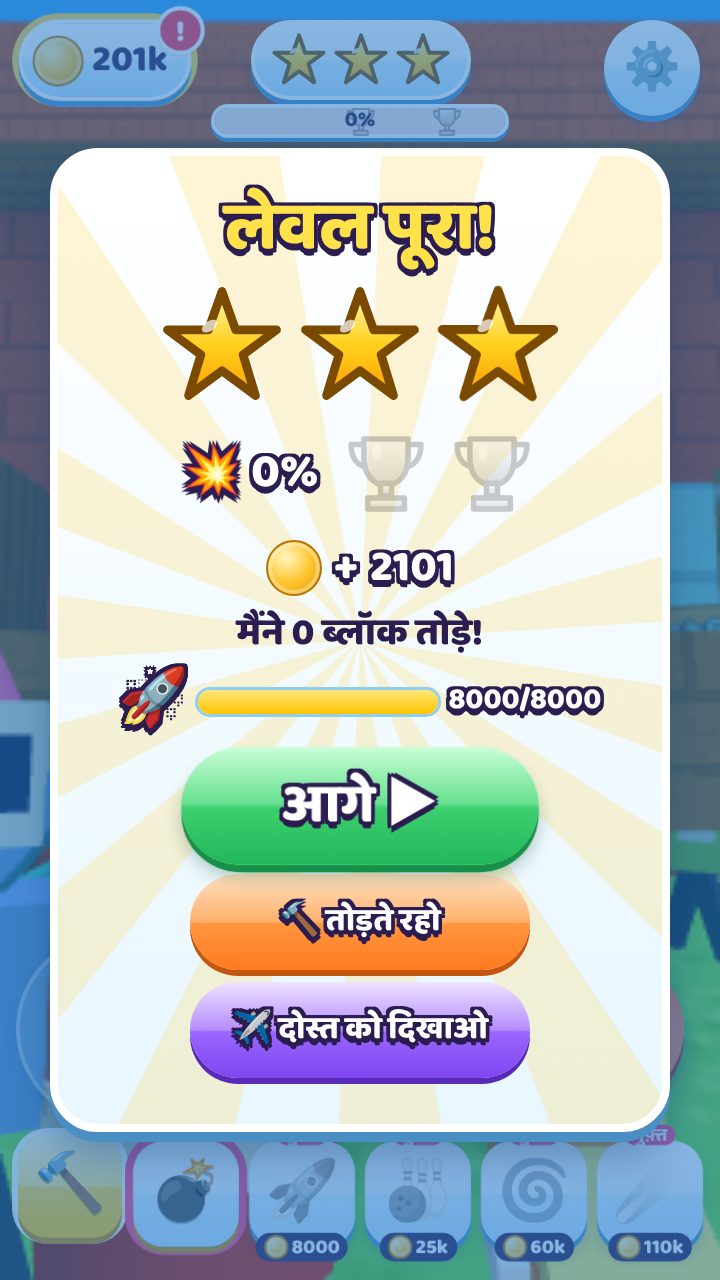 201k
!
0%
लेवल पूरा!
0%
+ 2101
मैंने 0 ब्लॉक तोड़े!
8000/8000
आगे
तोड़ते रहो
दोस्त को दिखाओ
8000
25k
60k
110k